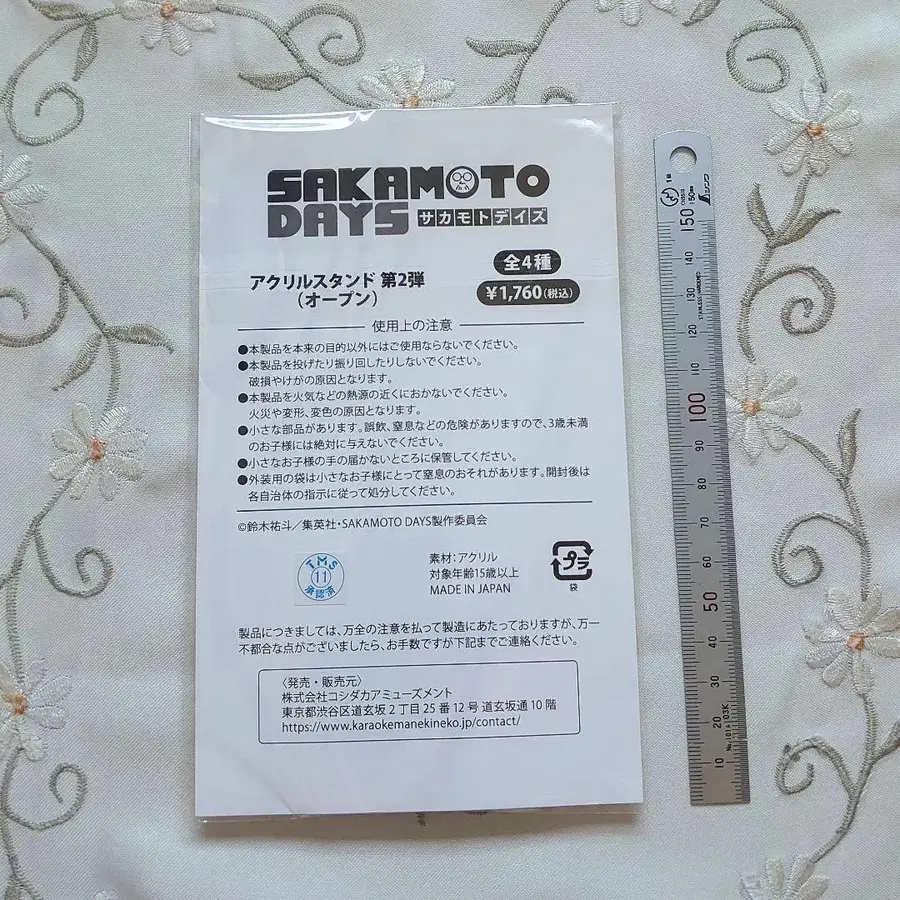 SAKAMOTO
DAYS サカモトデイズ
全4種
アクリルスタンド 第2弾
(オープン)
¥1,760(税込)
使用上の注意
●本製品を本来の目的以外にはご使用ならないでください。
●本製品を投げたり振り回したりしないでください。
破損やけがの原因となります。
●本製品を火気などの熱源の近くにおかないでください。
火災や変形、変色の原因となります。
●小さな部品があります。誤飲、窒息などの危険がありますので、3歳未満
のお子様には絶対に与えないでください。
●小さなお子様の手の届かないところに保管してください。
●外装用の袋は小さなお子様にとって窒息のおそれがあります。開封後は
各自治体の指示に従って処分してください。
©鈴木祐斗/集英社・SAKAMOTO DAYS製作委員会
TMS
11
承認済
素材:アクリル
対象年齢15歳以上
MADE IN JAPAN
プラ
袋
製品につきましては、万全の注意を払って製造にあたっておりますが、万一
不都合な点がございましたら、お手数ですが下記までご連絡ください。
〈発売・販売元〉
株式会社コシダカアミューズメント
東京都渋谷区道玄坂2丁目25番12号 道玄坂通10階
https://www.karaokemanekineko.jp/contact/
シンワ
150
140
130
120
110
100
90
80
70
60
50
40
30
20
10